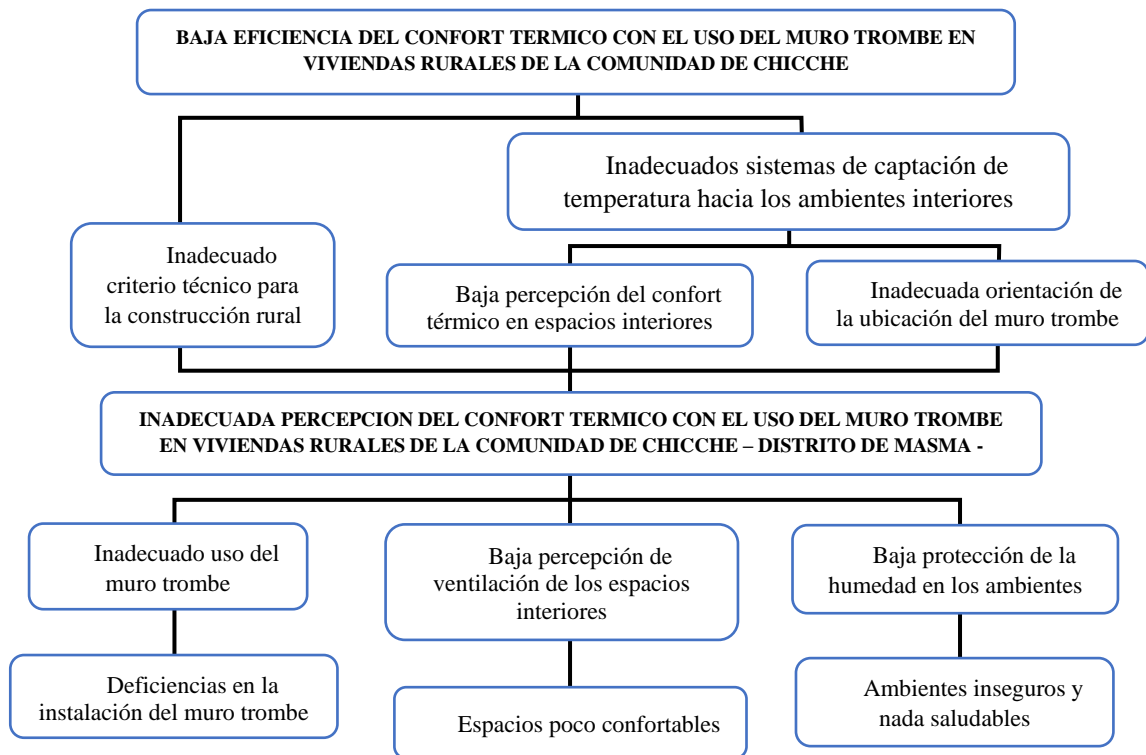 BAJA EFICIENCIA DEL CONFORT TERMICO CON EL USO DEL MURO TROMBE EN
VIVIENDAS RURALES DE LA COMUNIDAD DE CHICCHE
Inadecuados sistemas de captación de
temperatura hacia los ambientes interiores
Inadecuado
criterio técnico para
la construcción rural
Baja percepción del confort
térmico en espacios interiores
Inadecuada orientación de
la ubicación del muro trombe
INADECUADA PERCEPCION DEL CONFORT TERMICO CON EL USO DEL MURO TROMBE
EN VIVIENDAS RURALES DE LA COMUNIDAD DE CHICCHE – DISTRITO DE MASMA -
Inadecuado uso del
muro trombe
Baja percepción de
ventilación de los espacios
interiores
Baja protección de la
humedad en los ambientes
Deficiencias en la
instalación del muro trombe
Espacios poco confortables
Ambientes inseguros y
nada saludables